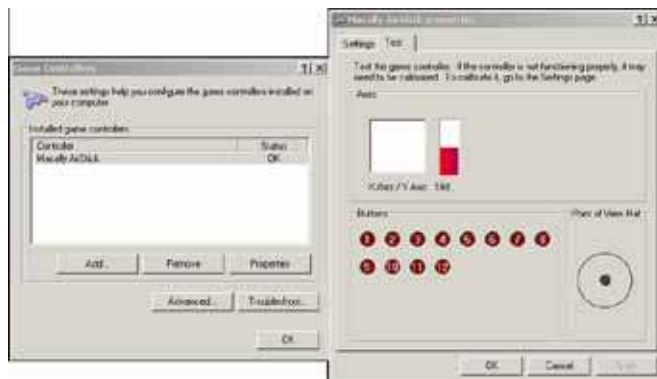 Game Controllers
These settings help you configure the game controllers installed on
your computer.
Installed game controllers
Controller Status
Macally AirStick OK
Add... Remove Properties
Advanced... Troubleshoot...
OK
Macally AirStick properties
Settings Test
Test the game controller. If the controller is not functioning properly, it may
need to be calibrated. To calibrate it, go to the Settings page.
Axes
X Axis / Y Axis
Buttons
Point of View Hat
1 2 3 4 5 6 7 8
9 10 11 12
OK Cancel Apply